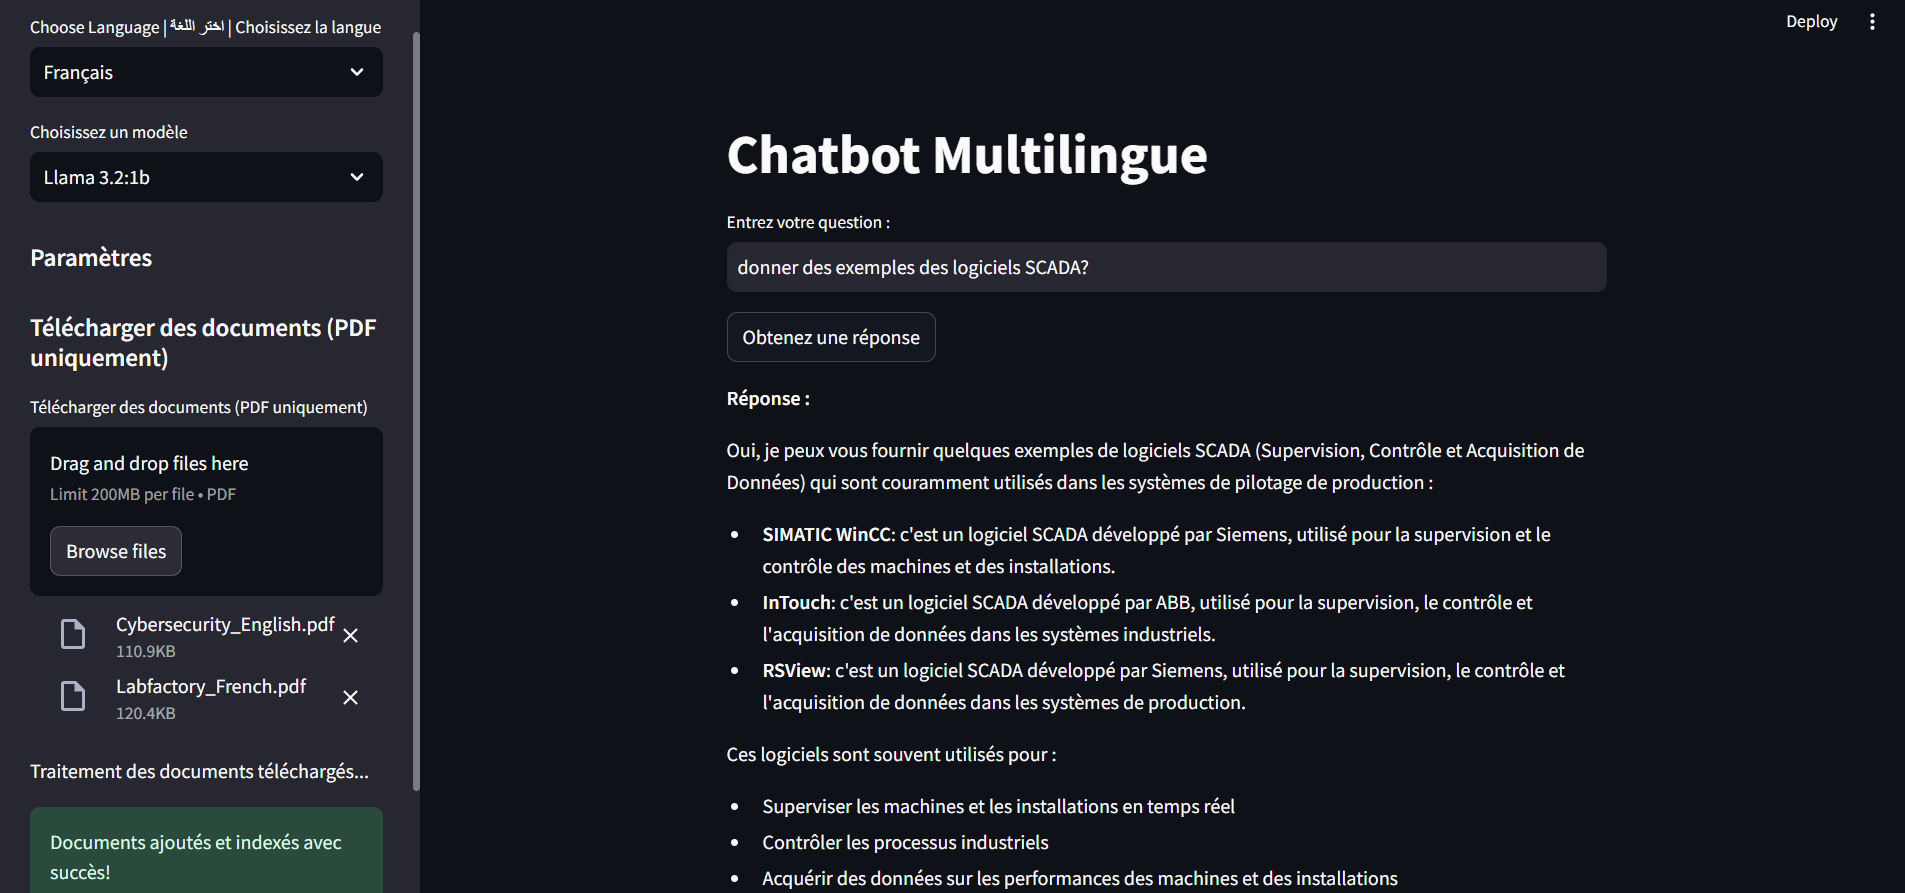 Choose Language | اختر اللغة | Choisissez la langue
Français
Choisissez un modèle
Llama 3.2:1b
Paramètres
Télécharger des documents (PDF
uniquement)
Télécharger des documents (PDF uniquement)
Drag and drop files here
Limit 200MB per file • PDF
Browse files
Cybersecurity_English.pdf
110.9KB
Labfactory_French.pdf
120.4KB
Traitement des documents téléchargés...
Documents ajoutés et indexés avec
succès!
Deploy
Chatbot Multilingue
Entrez votre question :
donner des exemples des logiciels SCADA?
Obtenez une réponse
Réponse :
Oui, je peux vous fournir quelques exemples de logiciels SCADA (Supervision, Contrôle et Acquisition de
Données) qui sont couramment utilisés dans les systèmes de pilotage de production :
• SIMATIC WinCC: c'est un logiciel SCADA développé par Siemens, utilisé pour la supervision et le
contrôle des machines et des installations.
• InTouch: c'est un logiciel SCADA développé par ABB, utilisé pour la supervision, le contrôle et
l'acquisition de données dans les systèmes industriels.
• RSView: c'est un logiciel SCADA développé par Siemens, utilisé pour la supervision, le contrôle et
l'acquisition de données dans les systèmes de production.
Ces logiciels sont souvent utilisés pour :
• Superviser les machines et les installations en temps réel
• Contrôler les processus industriels
• Acquérir des données sur les performances des machines et des installations